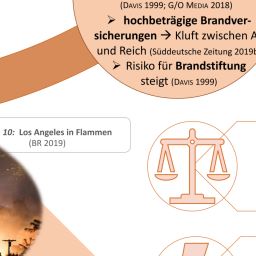 (DAVIS 1999; G/O MEDIA 2018)
➢ hochbeträgige Brandver-
sicherungen → Kluft zwischen A
und Reich (Süddeutsche Zeitung 2019b
➢ Risiko für Brandstiftung
steigt (DAVIS 1999)
10: Los Angeles in Flammen
(BR 2019)